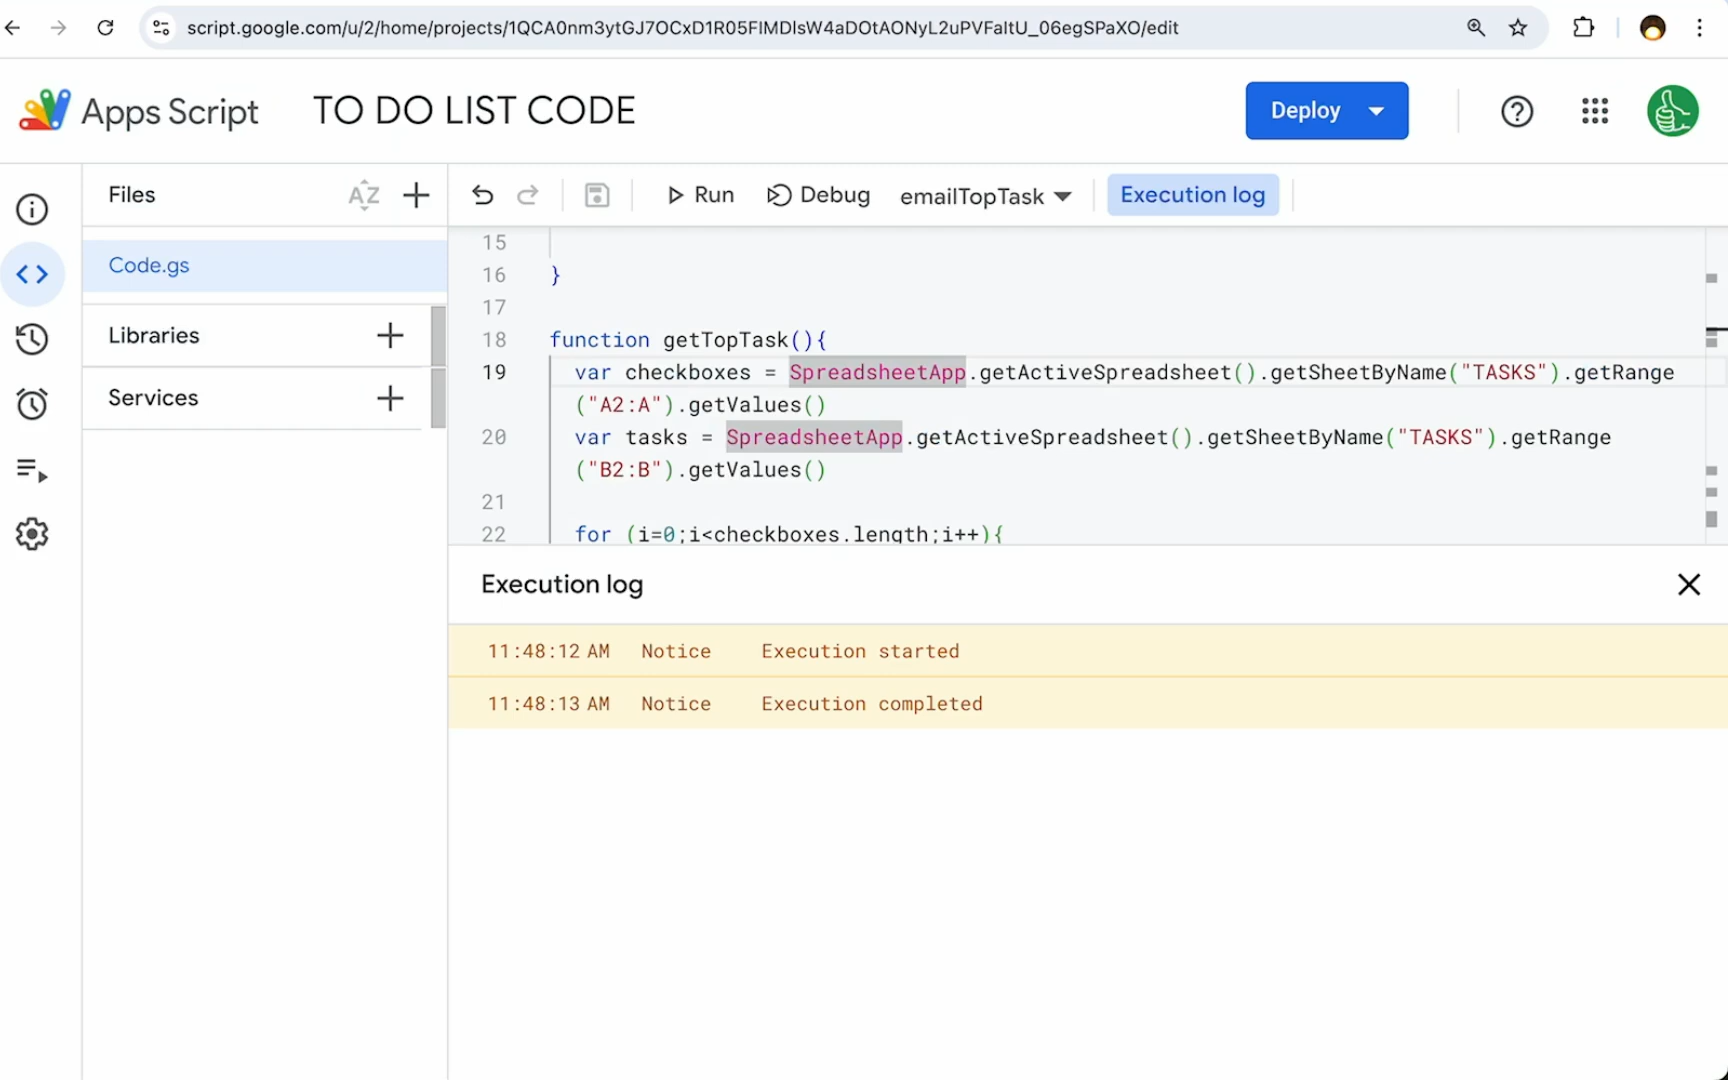 script.google.com/u/2/home/projects/1QCA0nm3ytGJ7OCxD1R05FIMDIsW4aDOtAONyL2uPVFaltU_06egSPaXO/edit
Apps Script TO DO LIST CODE Deploy
Files AZ Run Debug emailTopTask Execution log
Code.gs
Libraries
Services
15
16 }
17
18 function getTopTask(){
19 var checkboxes = SpreadsheetApp.getActiveSpreadsheet().getSheetByName("TASKS").getRange
("A2:A").getValues()
20 var tasks = SpreadsheetApp.getActiveSpreadsheet().getSheetByName("TASKS").getRange
("B2:B").getValues()
21
22 for (i=0;i<checkboxes.length;i++){
Execution log
11:48:12 AM Notice Execution started
11:48:13 AM Notice Execution completed